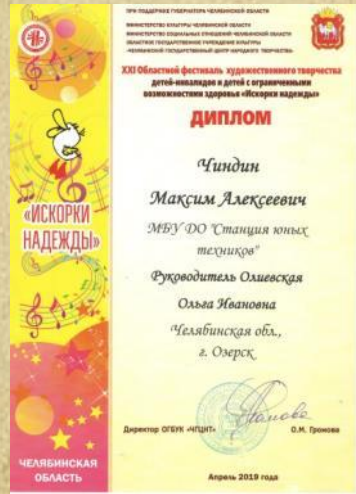 ПРИ ПОДДЕРЖКЕ ГУБЕРНАТОРА ЧЕЛЯБИНСКОЙ ОБЛАСТИ
МИНИСТЕРСТВО КУЛЬТУРЫ ЧЕЛЯБИНСКОЙ ОБЛАСТИ
МИНИСТЕРСТВО СОЦИАЛЬНЫХ ОТНОШЕНИЙ ЧЕЛЯБИНСКОЙ ОБЛАСТИ
ОБЛАСТНОЕ ГОСУДАРСТВЕННОЕ УЧРЕЖДЕНИЕ КУЛЬТУРЫ
«ЧЕЛЯБИНСКИЙ ГОСУДАРСТВЕННЫЙ ЦЕНТР НАРОДНОГО ТВОРЧЕСТВА»
XXI Областной фестиваль художественного творчества
детей-инвалидов и детей с ограниченными
возможностями здоровья «Искорки надежды»
ДИПЛОМ
Чиндин
Максим Алексеевич
МБУ ДО "Станция юных
техников"
Руководитель Олиевская
Ольга Ивановна
Челябинская обл.,
г. Озерск
«ИСКОРКИ
НАДЕЖДЫ»
Директор ОГБУК «ЧГЦНТ» О.М. Громова
ЧЕЛЯБИНСКАЯ
ОБЛАСТЬ
Апрель 2019 года